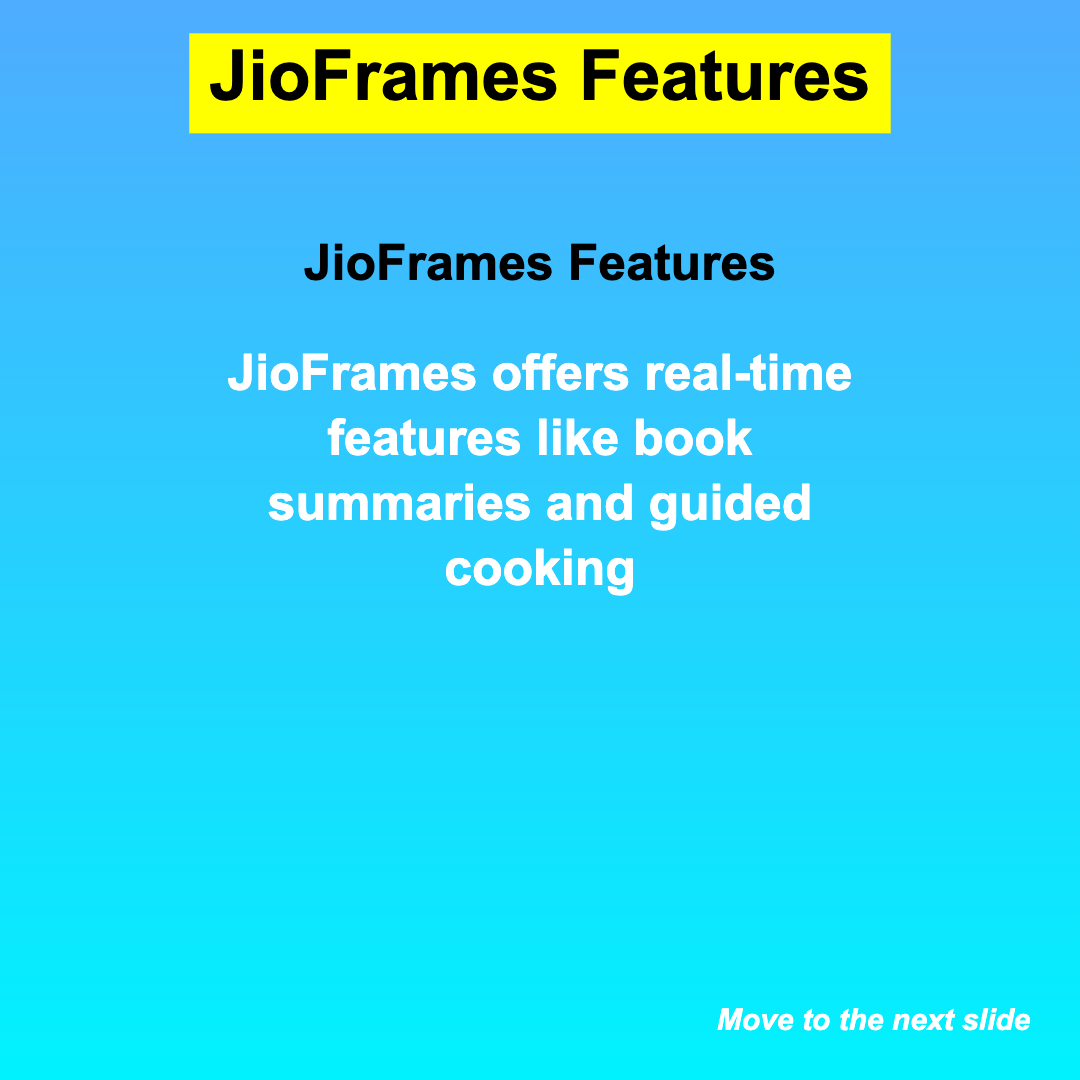 JioFrames Features
JioFrames Features
JioFrames offers real-time
features like book
summaries and guided
cooking
Move to the next slide